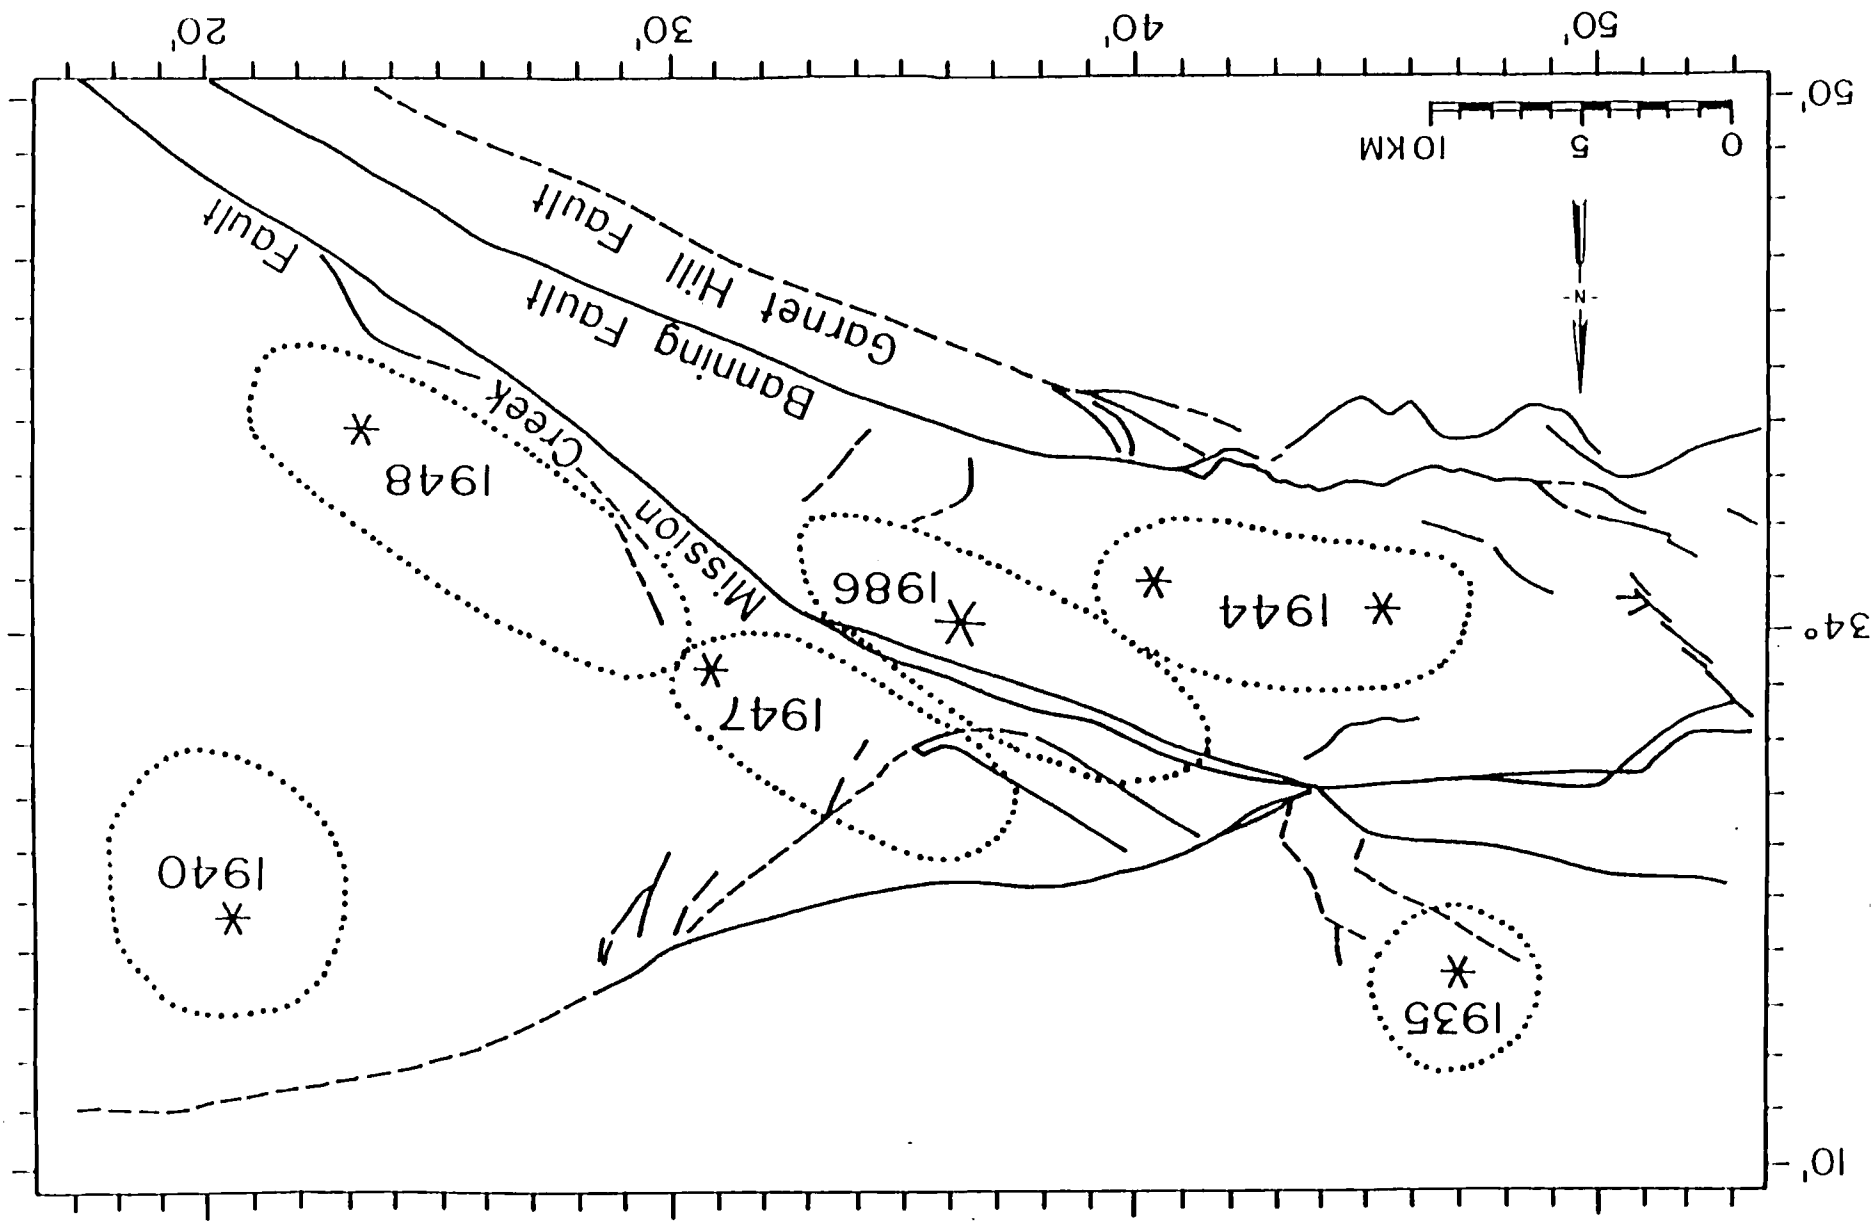 10'
1935
1940
1947
34°
1944
1986
1948
Mission Creek Fault
Banning Fault
Garnet Hill Fault
N
0 5 10 KM
50'
50' 40' 30' 20'